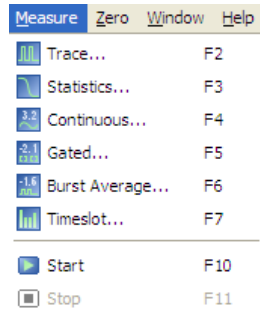 Measure Zero Window Help
Trace... F2
Statistics... F3
3.2 Continuous... F4
-2.1 Gated... F5
-1.6 Burst Average... F6
Timeslot... F7
Start F10
Stop F11